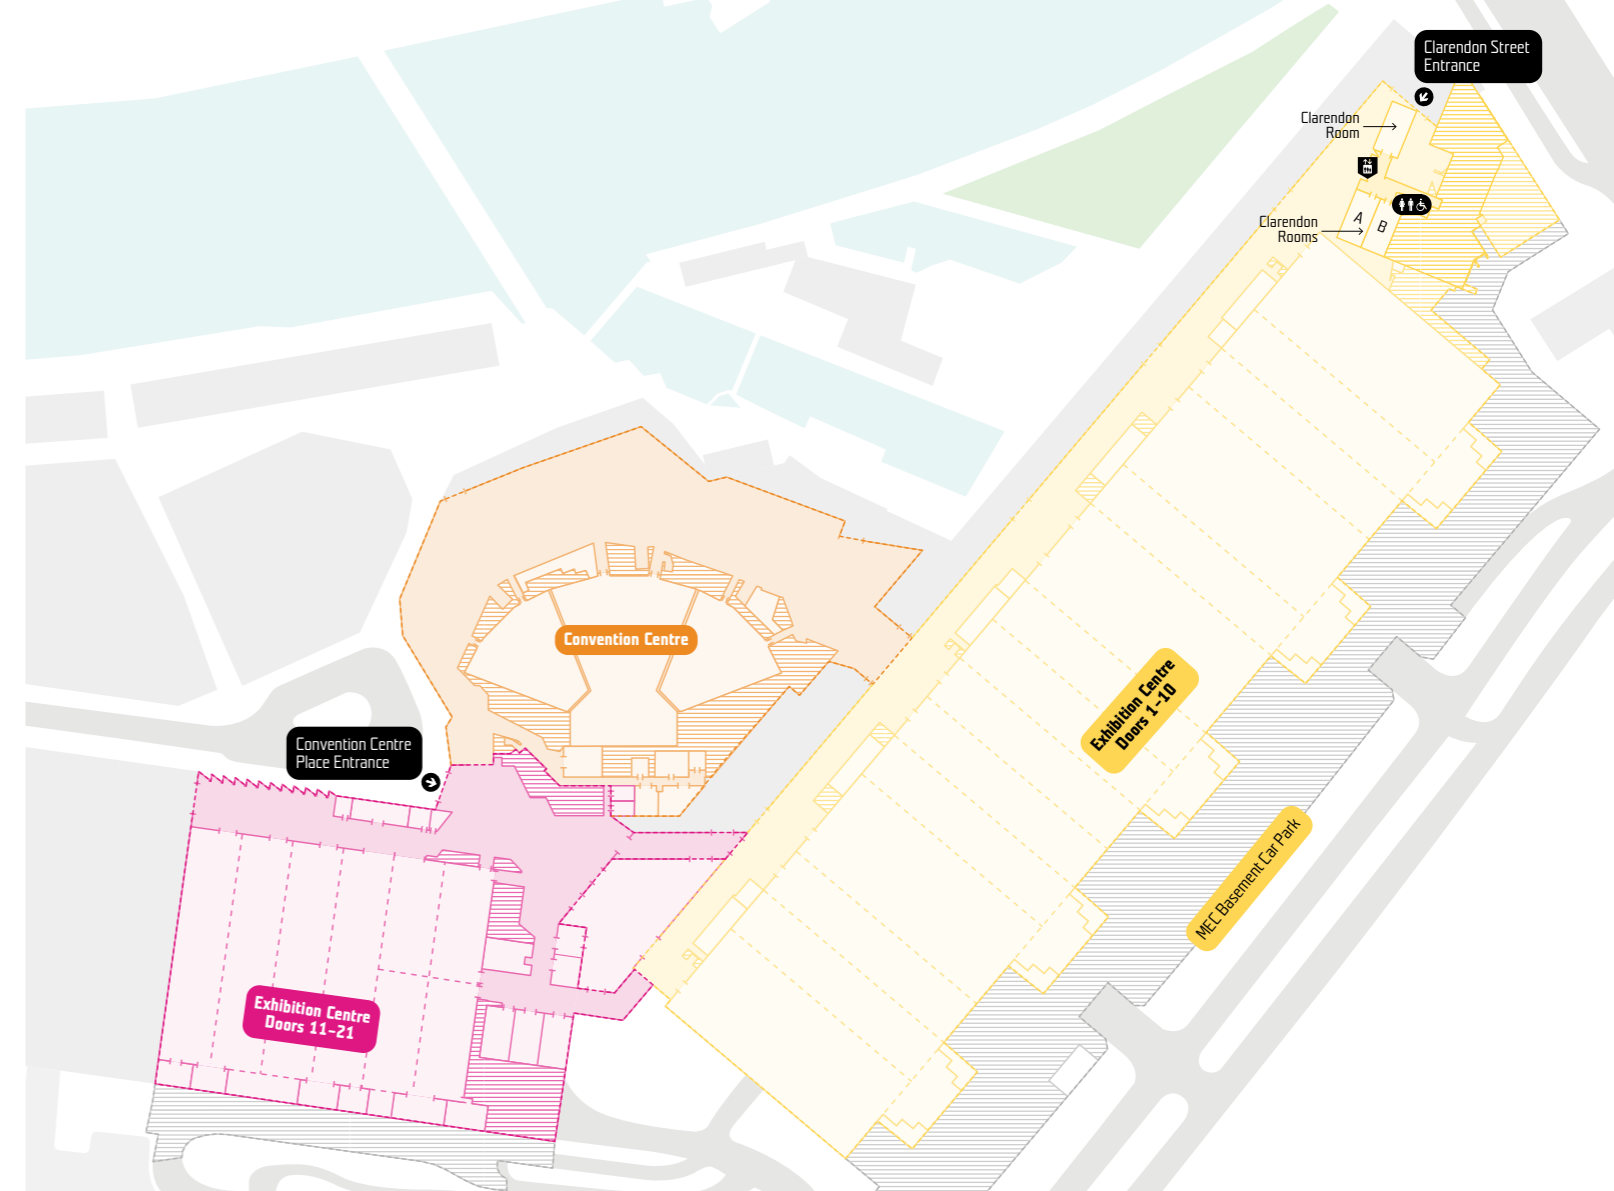 Clarendon Street
Entrance
Clarendon
Room
Clarendon
Rooms
A
B
Convention Centre
Exhibition Centre
Doors 1-10
Convention Centre
Place Entrance
MEC Basement Car Park
Exhibition Centre
Doors 11-21